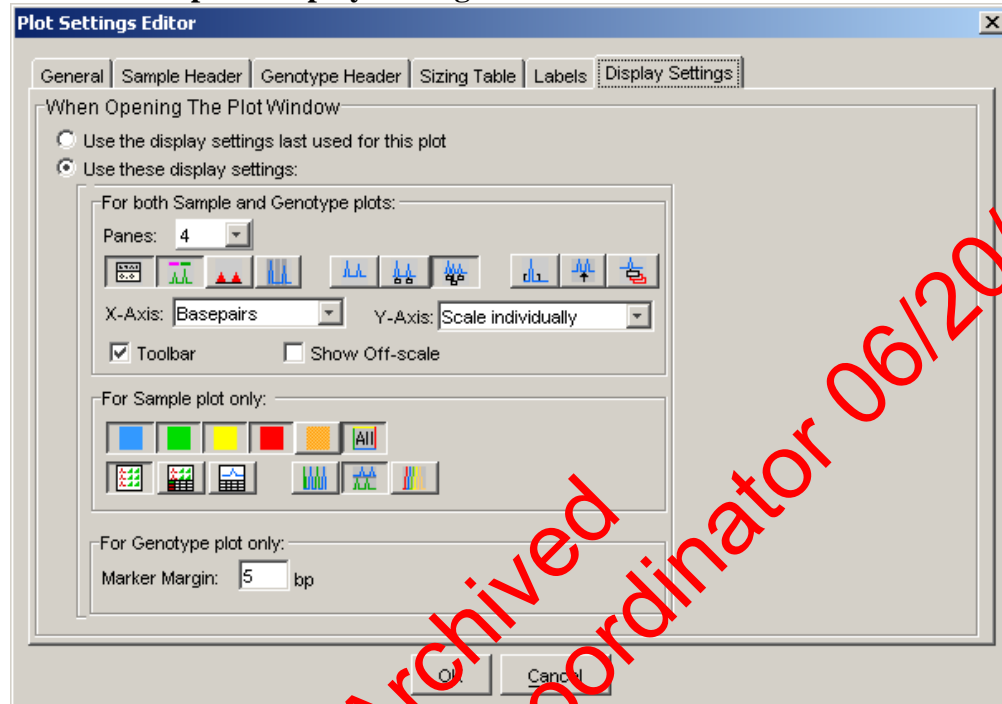 Plot Settings Editor
General Sample Header Genotype Header Sizing Table Labels Display Settings
When Opening The Plot Window
Use the display settings last used for this plot
Use these display settings:
For both Sample and Genotype plots:
Panes: 4
X-Axis: Basepairs Y-Axis: Scale individually
Toolbar Show Off-scale
For Sample plot only:
All
For Genotype plot only:
Marker Margin: 5 bp
OK Cancel
Archived
oordinator 06/20/